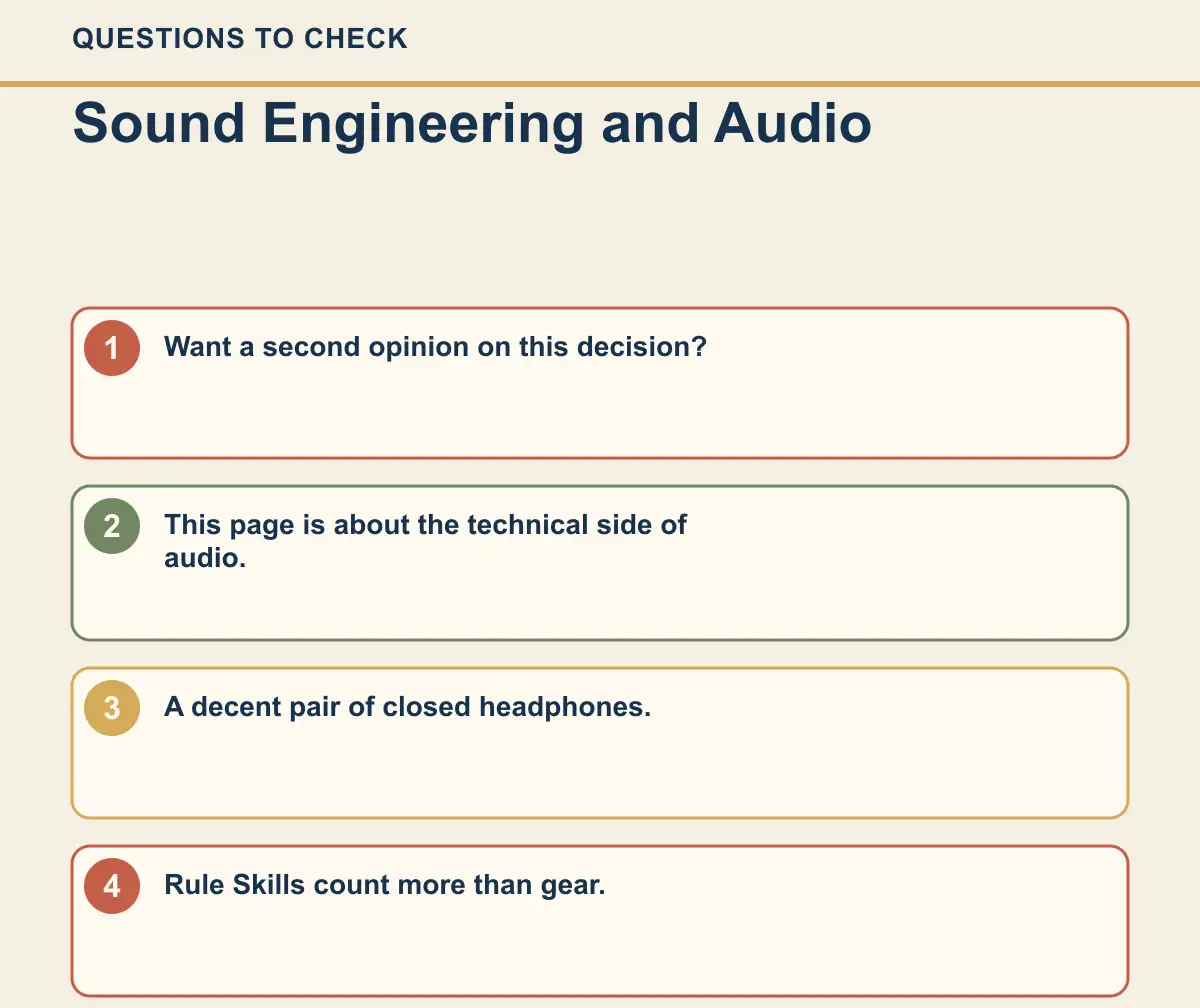 QUESTIONS TO CHECK
Sound Engineering and Audio
1
Want a second opinion on this decision?
2
This page is about the technical side of
audio.
3
A decent pair of closed headphones.
4
Rule Skills count more than gear.